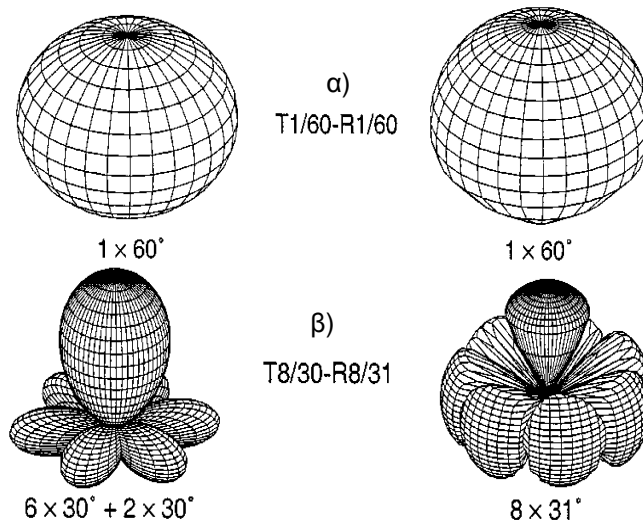 α)
T1/60-R1/60
1 × 60°
1 × 60°
β)
T8/30-R8/31
6 × 30° + 2 × 30°
8 × 31°